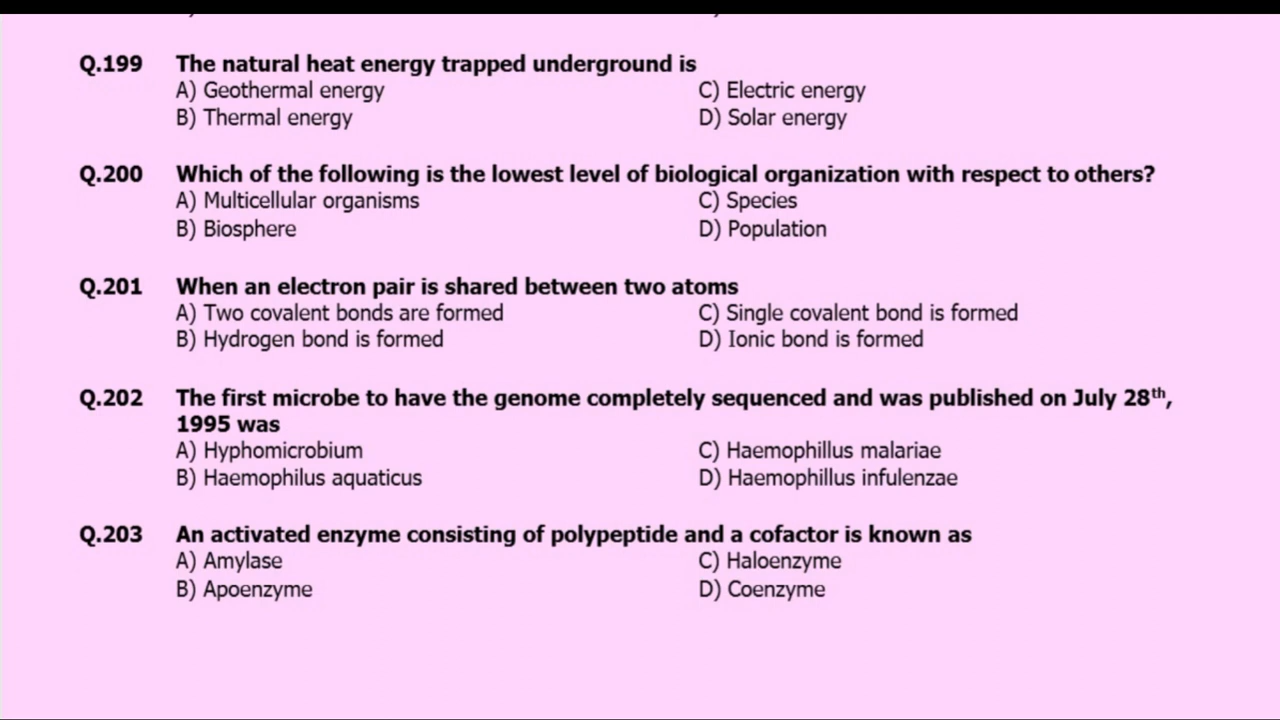 Q.199 The natural heat energy trapped underground is
A) Geothermal energy C) Electric energy
B) Thermal energy D) Solar energy
Q.200 Which of the following is the lowest level of biological organization with respect to others?
A) Multicellular organisms C) Species
B) Biosphere D) Population
Q.201 When an electron pair is shared between two atoms
A) Two covalent bonds are formed C) Single covalent bond is formed
B) Hydrogen bond is formed D) Ionic bond is formed
Q.202 The first microbe to have the genome completely sequenced and was published on July 28th,
1995 was
A) Hyphomicrobium C) Haemophillus malariae
B) Haemophilus aquaticus D) Haemophillus infulenzae
Q.203 An activated enzyme consisting of polypeptide and a cofactor is known as
A) Amylase C) Haloenzyme
B) Apoenzyme D) Coenzyme